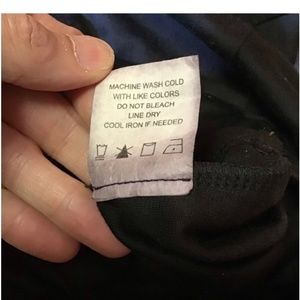 MACHINE WASH COLD
WITH LIKE COLORS
DO NOT BLEACH
LINE DRY
COOL IRON IF NEEDED